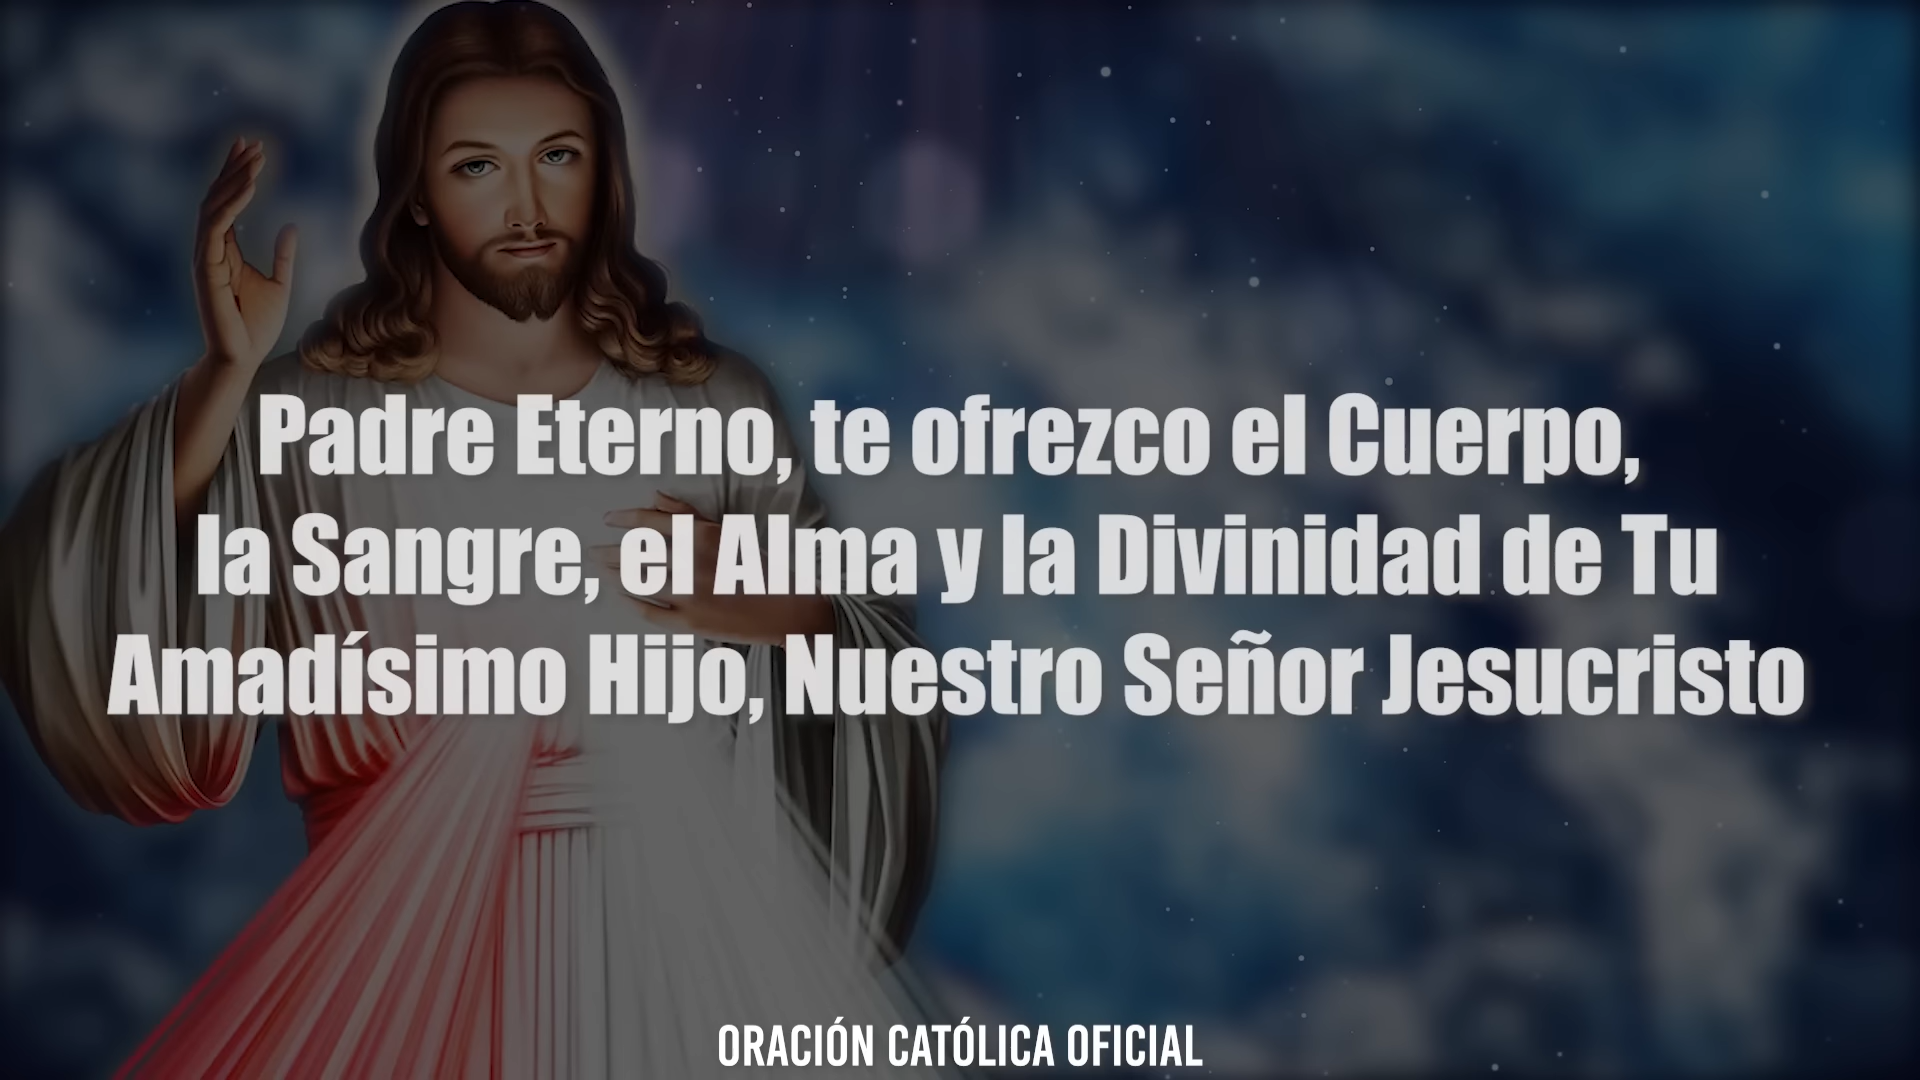 Padre Eterno, te ofrezco el Cuerpo,
la Sangre, el Alma y la Divinidad de Tu
Amadísimo Hijo, Nuestro Señor Jesucristo
ORACIÓN CATÓLICA OFICIAL